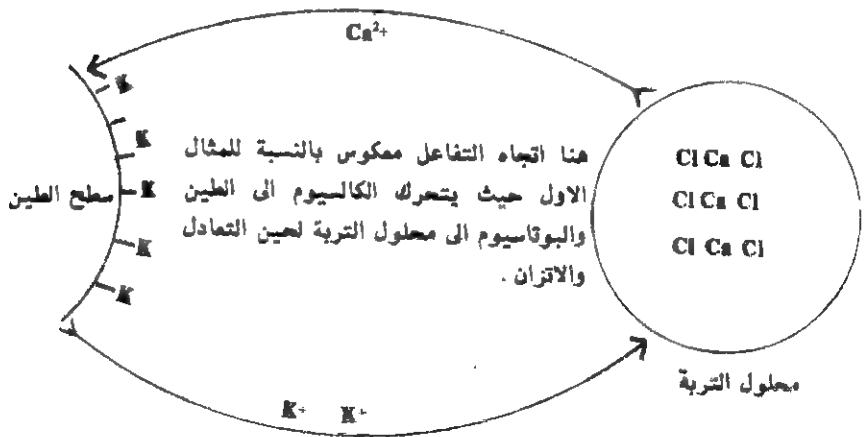 Ca²⁺
K
K
K
K
K
سطح الطين
هنا اتجاه التفاعل معكوس بالنسبة للمثال
الاول حيث يتحرك الكالسيوم الى الطين
والبوتاسيوم الى محلول التربة لحين التعادل
والاتزان .
Cl Ca Cl
Cl Ca Cl
Cl Ca Cl
محلول التربة
K⁺ K⁺